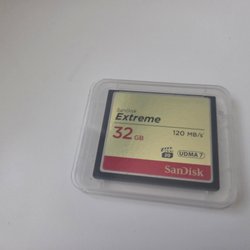 SanDisk
Extreme
32 GB
120 MB/s
UDMA 7
SanDisk